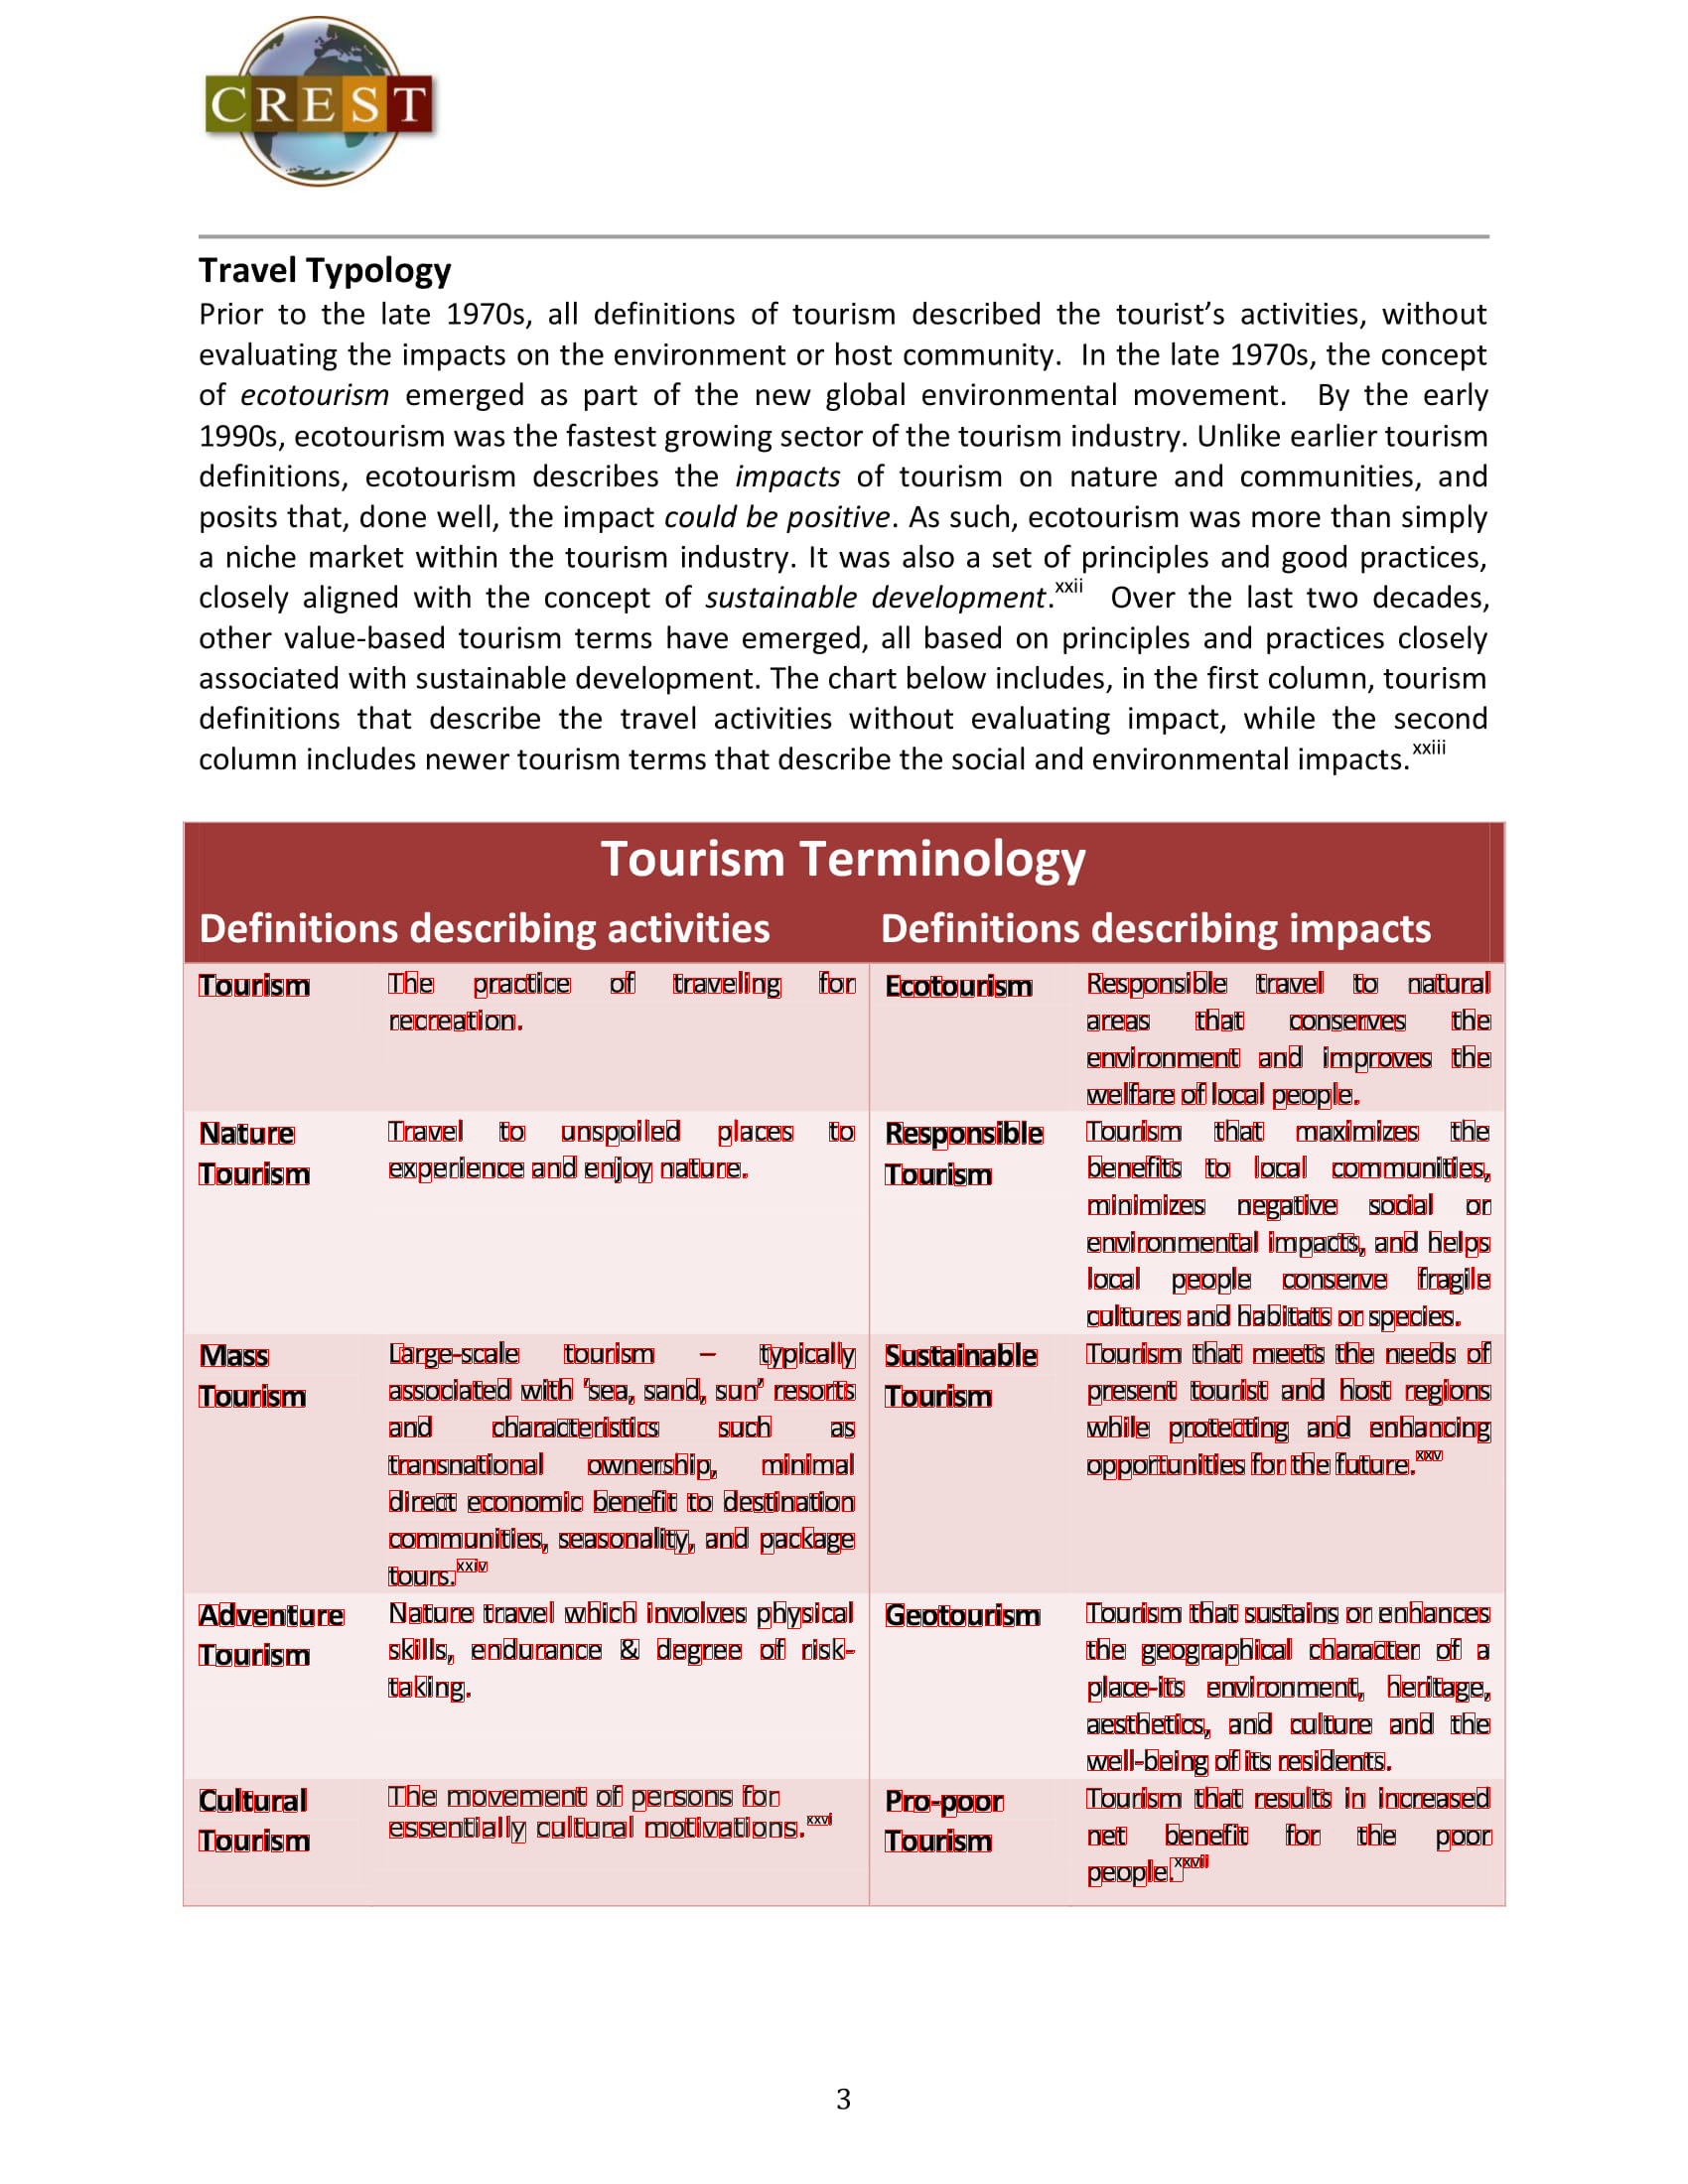 CREST
Travel Typology
Prior to the late 1970s, all definitions of tourism described the tourist’s activities, without
evaluating the impacts on the environment or host community.  In the late 1970s, the concept
of ecotourism emerged as part of the new global environmental movement.  By the early
1990s, ecotourism was the fastest growing sector of the tourism industry. Unlike earlier tourism
definitions, ecotourism describes the impacts of tourism on nature and communities, and
posits that, done well, the impact could be positive. As such, ecotourism was more than simply
a niche market within the tourism industry. It was also a set of principles and good practices,
closely aligned with the concept of sustainable development.xxii  Over the last two decades,
other value-based tourism terms have emerged, all based on principles and practices closely
associated with sustainable development. The chart below includes, in the first column, tourism
definitions that describe the travel activities without evaluating impact, while the second
column includes newer tourism terms that describe the social and environmental impacts.xxiii
Tourism Terminology
Definitions describing activities
Definitions describing impacts
Tourism
The practice of traveling for
recreation.
Ecotourism
Responsible travel to natural
areas that conserves the
environment and improves the
welfare of local people.
Nature
Tourism
Travel to unspoiled places to
experience and enjoy nature.
Responsible
Tourism
Tourism that maximizes the
benefits to local communities,
minimizes negative social or
environmental impacts, and helps
local people conserve fragile
cultures and habitats or species.
Mass
Tourism
Large-scale tourism – typically
associated with ‘sea, sand, sun’ resorts
and characteristics such as
transnational ownership, minimal
direct economic benefit to destination
communities, seasonality, and package
tours.xxiv
Sustainable
Tourism
Tourism that meets the needs of
present tourist and host regions
while protecting and enhancing
opportunities for the future.xxv
Adventure
Tourism
Nature travel which involves physical
skills, endurance & degree of risk-
taking.
Geotourism
Tourism that sustains or enhances
the geographical character of a
place-its environment, heritage,
aesthetics, and culture and the
well-being of its residents.
Cultural
Tourism
The movement of persons for
essentially cultural motivations.xxvi
Pro-poor
Tourism
Tourism that results in increased
net benefit for the poor
people.xxvii
3